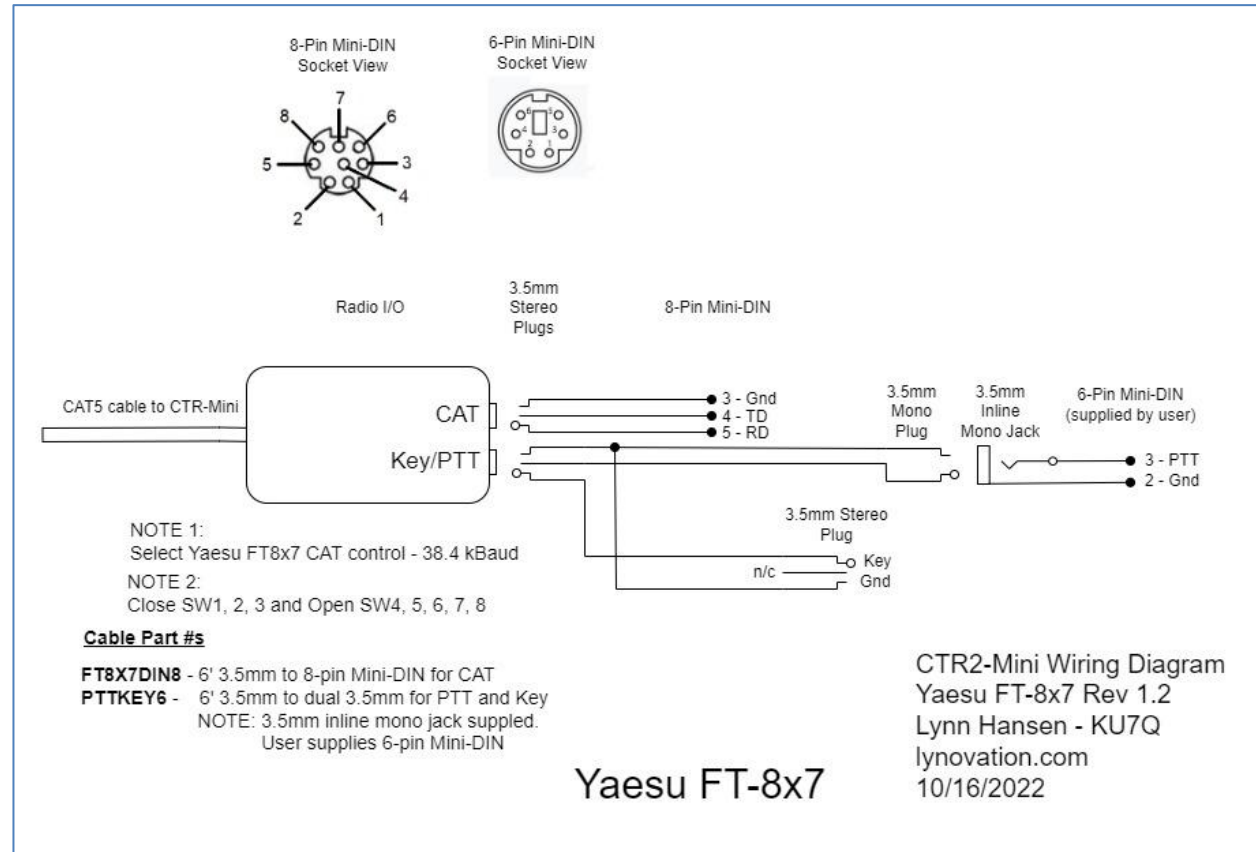 8-Pin Mini-DIN
Socket View
6-Pin Mini-DIN
Socket View
7
8
6
5
3
4
2
1
6
5
4
3
2
1
Radio I/O
3.5mm
Stereo
Plugs
8-Pin Mini-DIN
CAT5 cable to CTR-Mini
CAT
Key/PTT
3 - Gnd
4 - TD
5 - RD
3.5mm
Mono
Plug
3.5mm
Inline
Mono Jack
6-Pin Mini-DIN
(supplied by user)
3 - PTT
2 - Gnd
3.5mm Stereo
Plug
Key
n/c
Gnd
NOTE 1:
Select Yaesu FT8x7 CAT control - 38.4 kBaud
NOTE 2:
Close SW1, 2, 3 and Open SW4, 5, 6, 7, 8
Cable Part #s
FT8X7DIN8 - 6' 3.5mm to 8-pin Mini-DIN for CAT
PTTKEY6 - 6' 3.5mm to dual 3.5mm for PTT and Key
NOTE: 3.5mm inline mono jack suppled.
User supplies 6-pin Mini-DIN
Yaesu FT-8x7
CTR2-Mini Wiring Diagram
Yaesu FT-8x7 Rev 1.2
Lynn Hansen - KU7Q
lynovation.com
10/16/2022